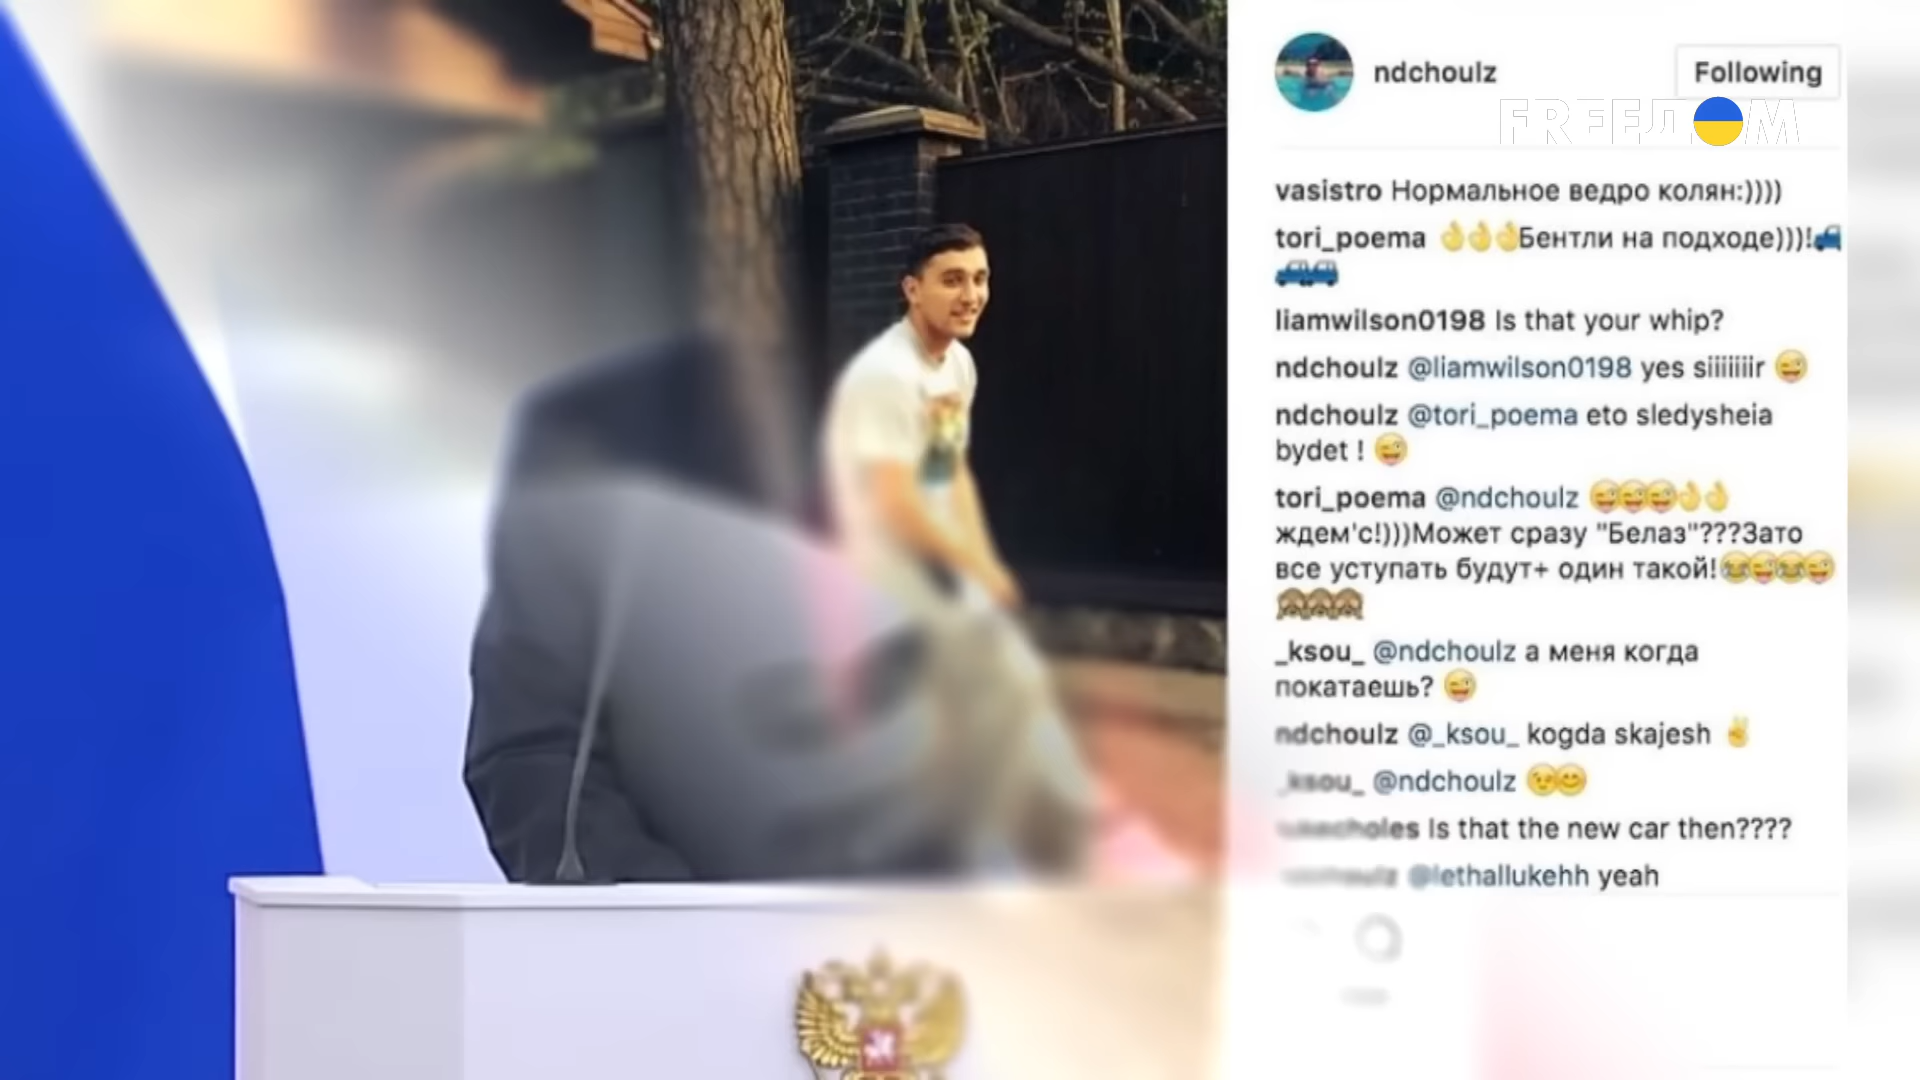 ndchoulz
Following
FREEДOM
vasistro Нормальное ведро колян:))))
tori_poema 👌👌👌Бентли на подходе)))!🚙
🚙🚙
liamwilson0198 Is that your whip?
ndchoulz @liamwilson0198 yes siiiiiiir 😜
ndchoulz @tori_poema eto sledysheia
bydet ! 😜
tori_poema @ndchoulz 😜😜😜👌👌
ждем'с!)))Может сразу "Белаз"???Зато
все уступать будут+ один такой!😂😜😂😜
🙈🙈🙈
_ksou_ @ndchoulz а меня когда
покатаешь? 😜
ndchoulz @_ksou_ kogda skajesh ✌
_ksou_ @ndchoulz 😉😊
Is that the new car then????
@lethallukehh yeah